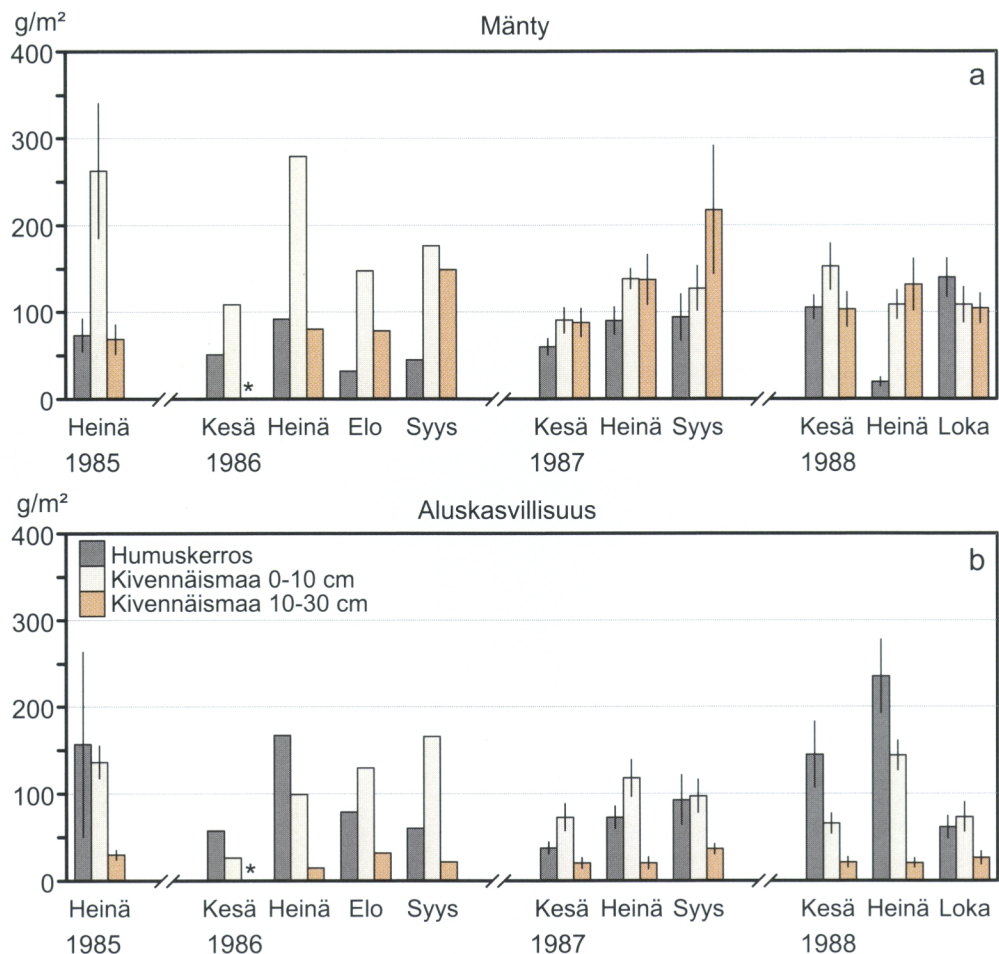 g/m²
Mänty
400
a
300
200
100
*
0
Heinä Kesä Heinä Elo Syys Kesä Heinä Syys Kesä Heinä Loka
1985 1986 1987 1988
g/m²
Aluskasvillisuus
400
b
Humuskerros
Kivennäismaa 0-10 cm
Kivennäismaa 10-30 cm
300
200
100
*
0
Heinä Kesä Heinä Elo Syys Kesä Heinä Syys Kesä Heinä Loka
1985 1986 1987 1988